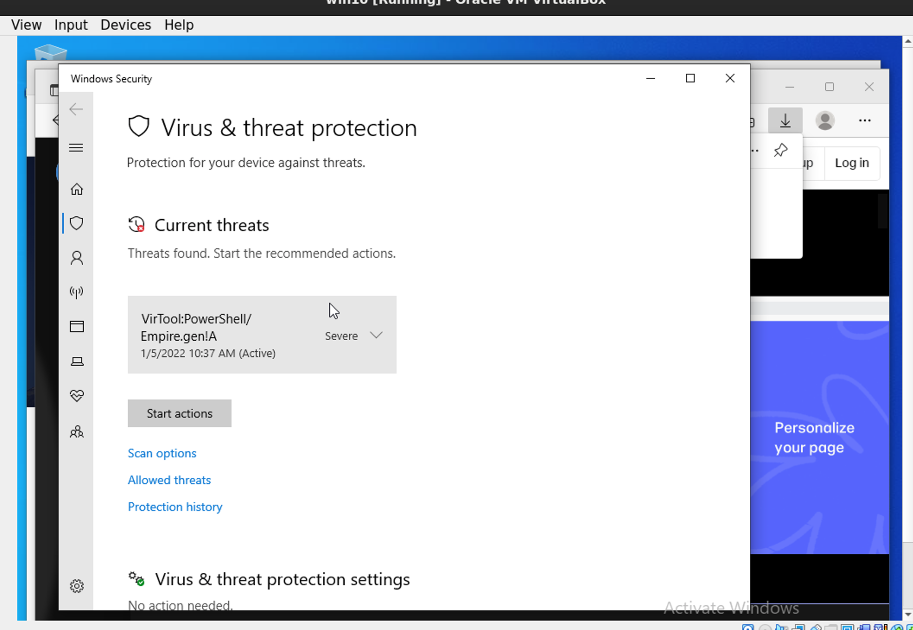 win10 [Running] - Oracle VM VirtualBox
View Input Devices Help
Windows Security
Virus & threat protection
Protection for your device against threats.
Log in
Current threats
Threats found. Start the recommended actions.
VirTool:PowerShell/
Empire.gen!A
Severe
1/5/2022 10:37 AM (Active)
Start actions
Personalize
your page
Scan options
Allowed threats
Protection history
Virus & threat protection settings
No action needed.
Activate Windows